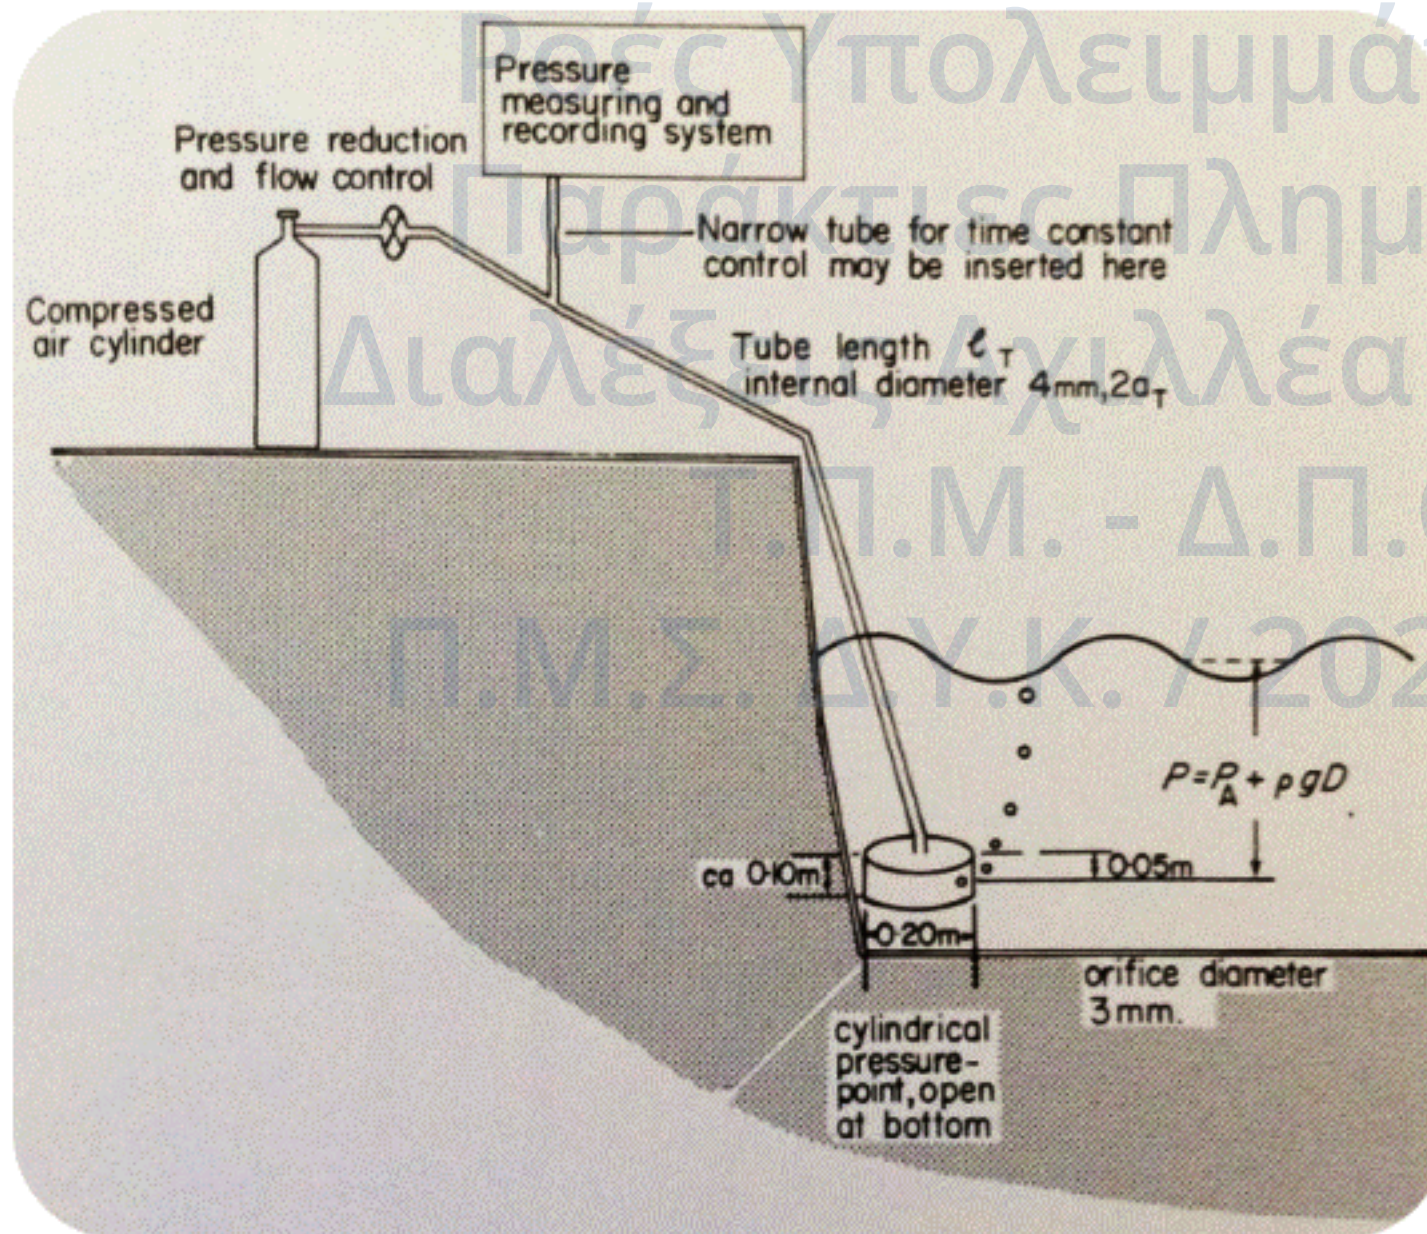 Ροές Υπολειμμά
Παράκτιες Πλημ
Διαλέξεις Αχιλλέα
Τ.Π.Μ. - Δ.Π.
Π.Μ.Σ. Δ.Υ.Κ. / 202
Pressure
measuring and
recording system
Pressure reduction
and flow control
Narrow tube for time constant
control may be inserted here
Compressed
air cylinder
Tube length ℓT
internal diameter 4mm,2aT
P=PA + ρgD
ca 0·10m
0·05m
0·20m
orifice diameter
3mm.
cylindrical
pressure-
point,open
at bottom